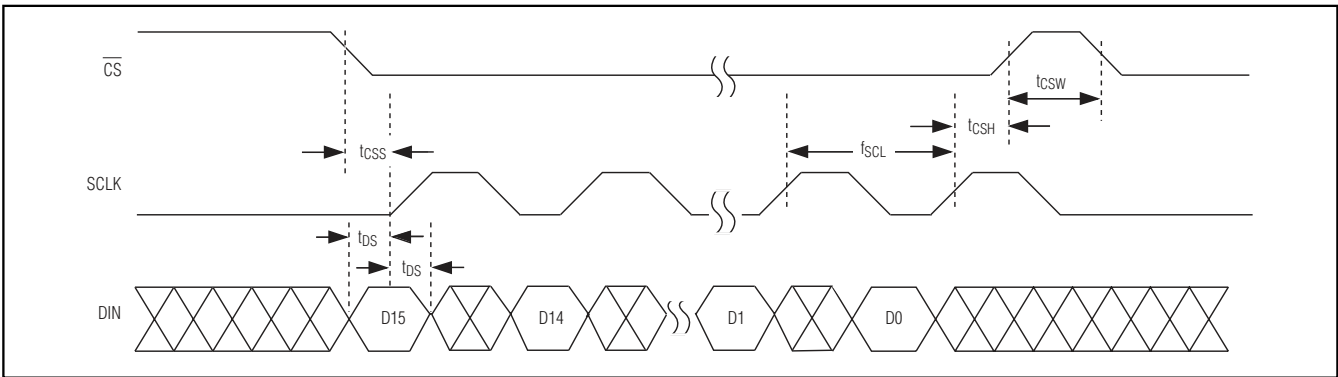 CS
tCSW
tCSH
tCSS
fSCL
SCLK
tDS
tDS
DIN
D15
D14
D1
D0